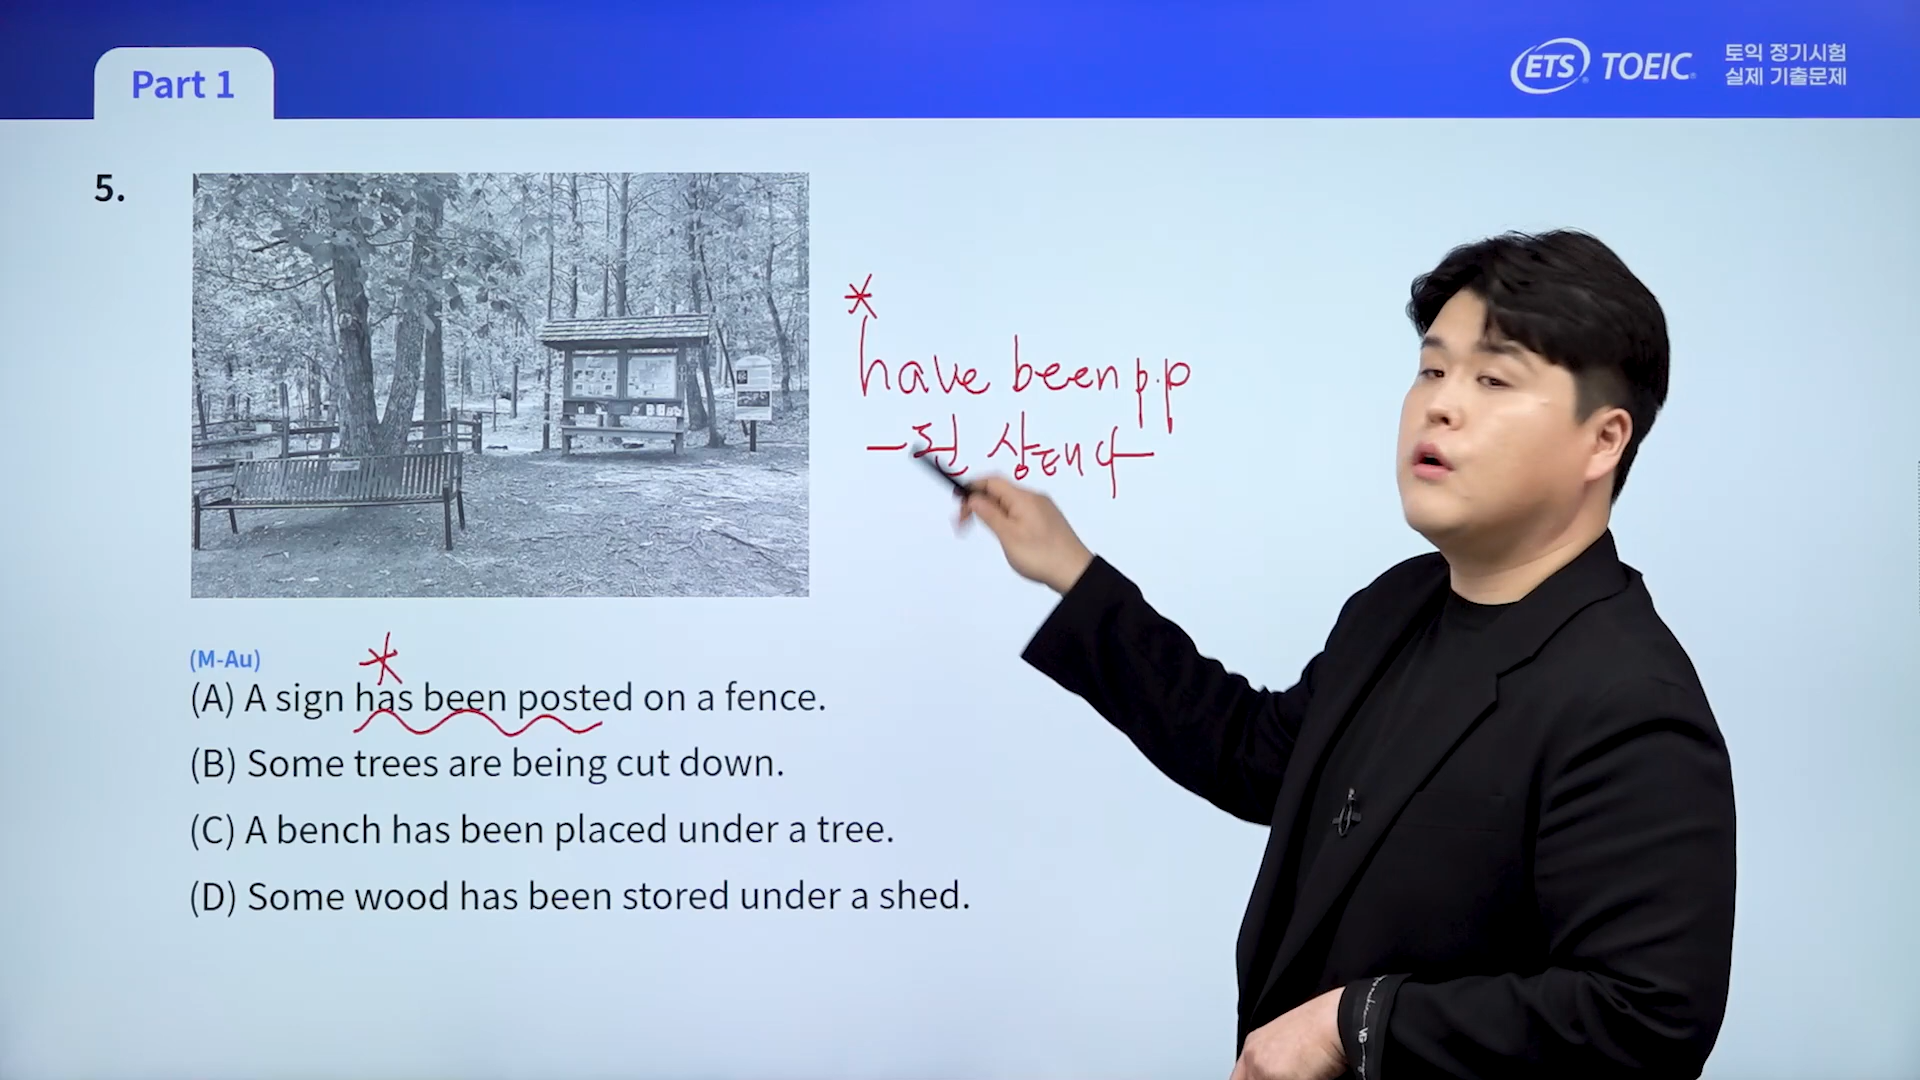 Part 1
ETS TOEIC
토익 정기시험
실제 기출문제
5.
*
have been p.p
-된 상태다-
(M-Au)
*
(A) A sign has been posted on a fence.
(B) Some trees are being cut down.
(C) A bench has been placed under a tree.
(D) Some wood has been stored under a shed.